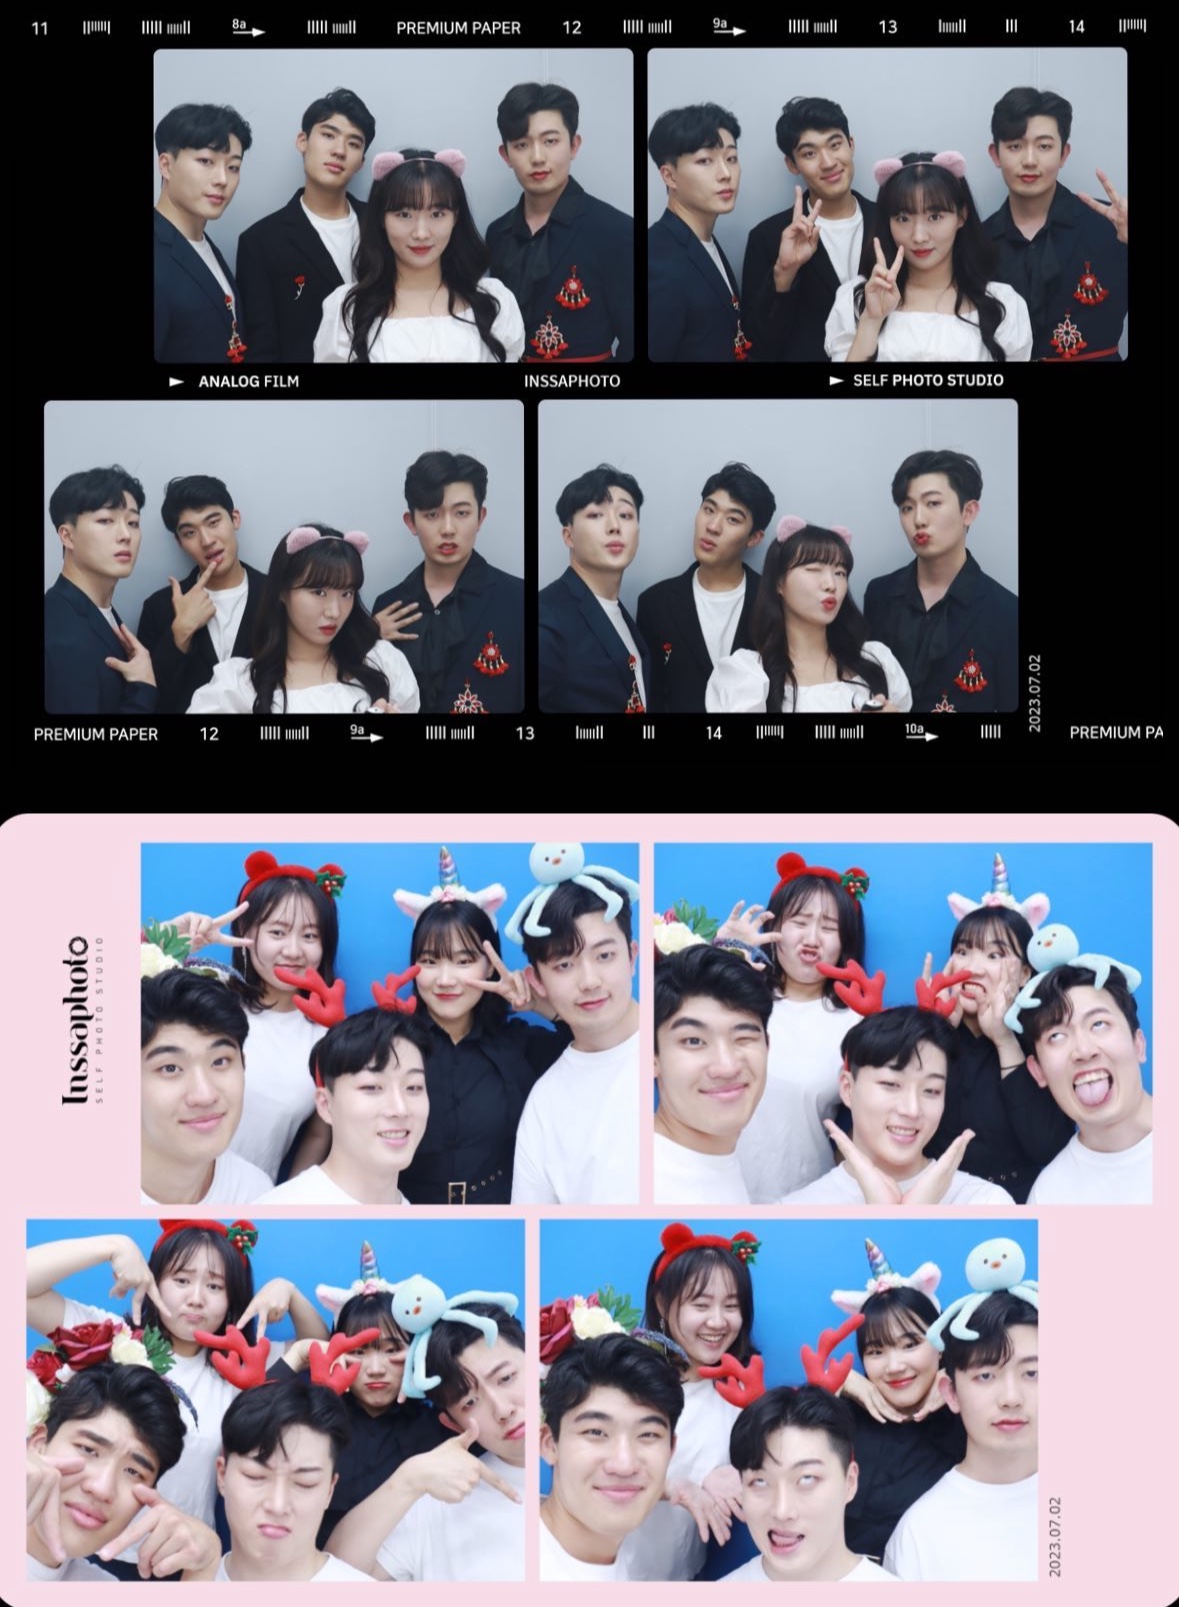 11 8a PREMIUM PAPER 12 9a 13 14
ANALOG FILM INSSAPHOTO SELF PHOTO STUDIO
2023.07.02
PREMIUM PAPER 12 9a 13 14 10a PREMIUM PA
Inssaphoto
SELF PHOTO STUDIO
2023.07.02